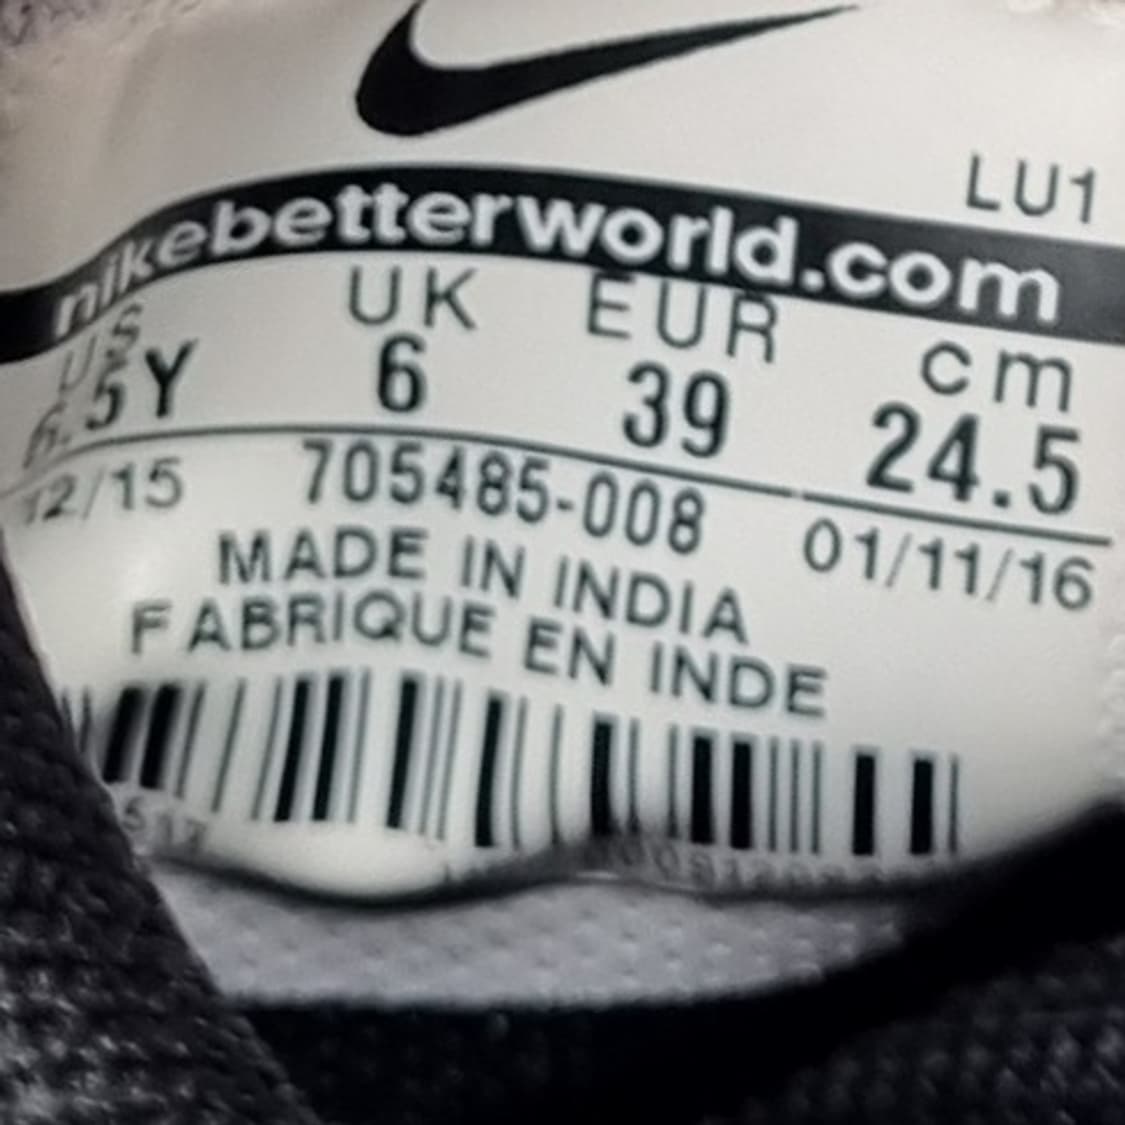 LU1
nikebetterworld.com
US UK EUR cm
6.5Y 6 39 24.5
12/15 705485-008 01/11/16
MADE IN INDIA
FABRIQUE EN INDE